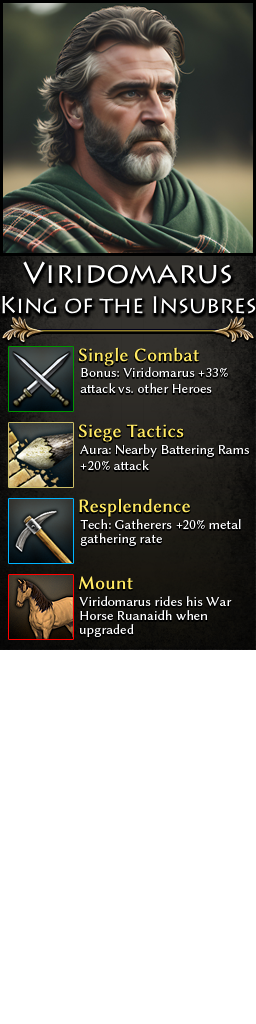 Viridomarus
King of the Insubres
Single Combat
Bonus: Viridomarus +33%
attack vs. other Heroes
Siege Tactics
Aura: Nearby Battering Rams
+20% attack
Resplendence
Tech: Gatherers +20% metal
gathering rate
Mount
Viridomarus rides his War
Horse Ruanaidh when
upgraded